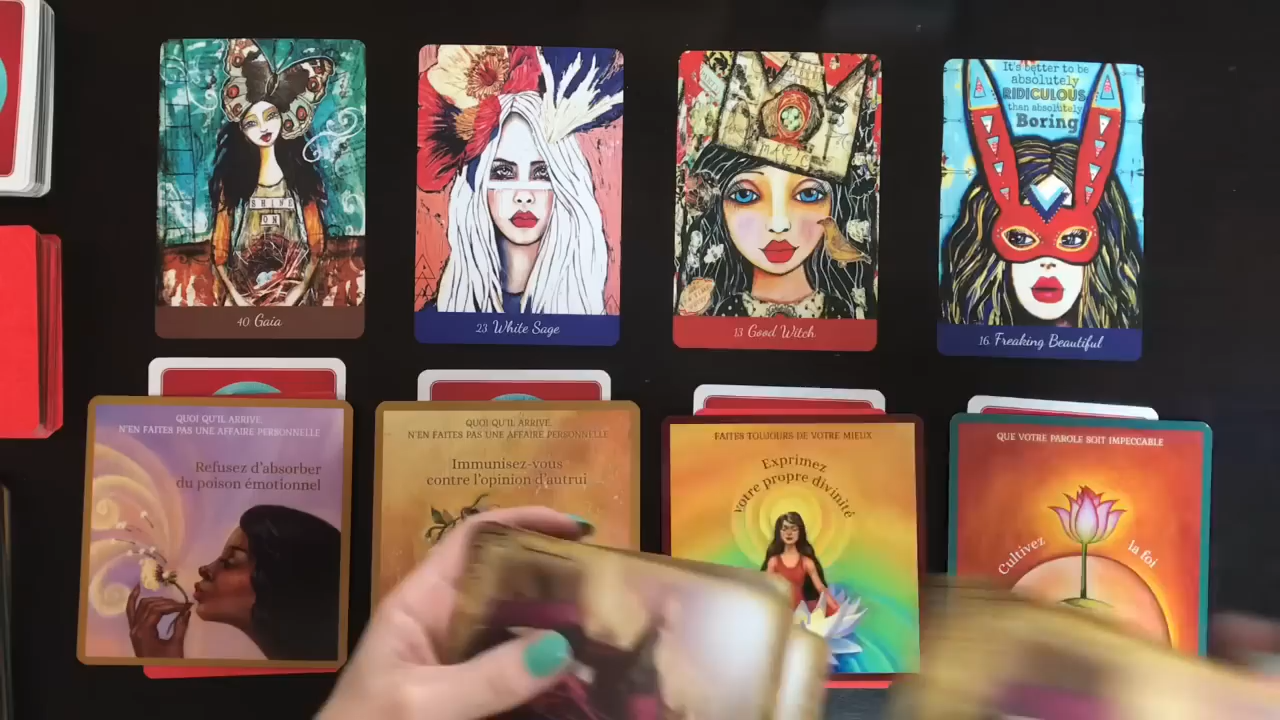 SHINE
ON
40 Gaia
23 White Sage
MAGIC
13 Good Witch
It's better to be
absolutely
RIDICULOUS
than absolutely
Boring
16. Freaking Beautiful
QUOI QU'IL ARRIVE,
N'EN FAITES PAS UNE AFFAIRE PERSONNELLE
Refusez d'absorber
du poison émotionnel
QUOI QU'IL ARRIVE,
N'EN FAITES PAS UNE AFFAIRE PERSONNELLE
Immunisez-vous
contre l'opinion d'autrui
FAITES TOUJOURS DE VOTRE MIEUX
Exprimez
votre propre divinité
QUE VOTRE PAROLE SOIT IMPECCABLE
Cultivez la foi